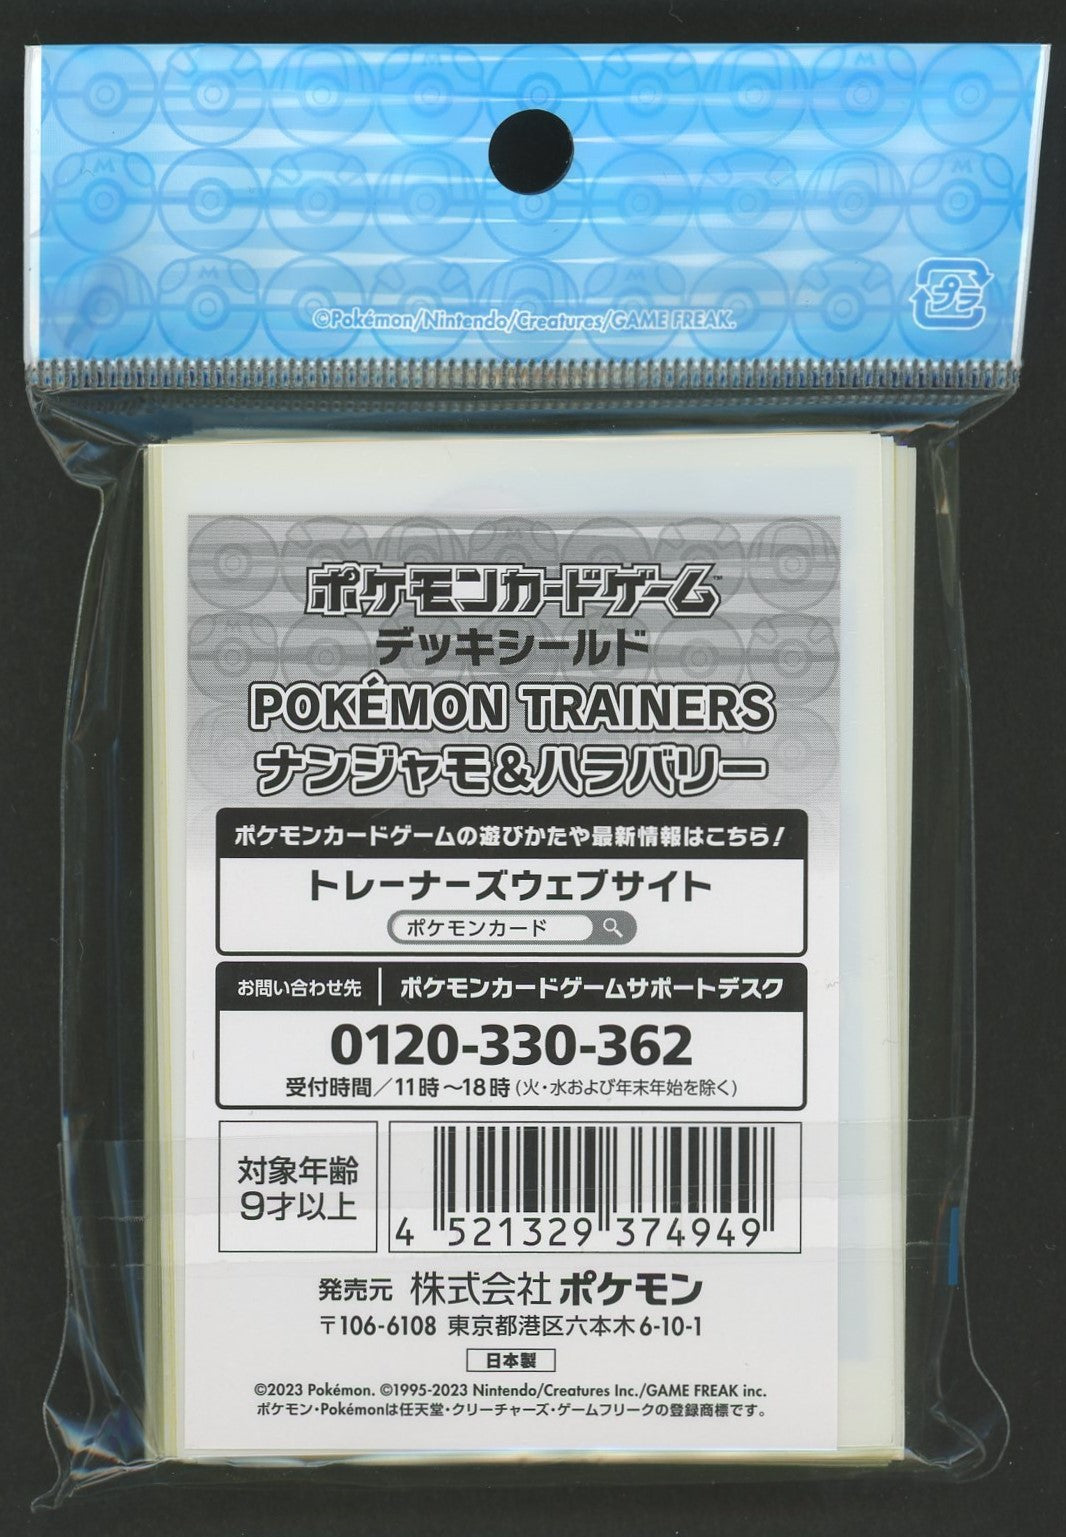 ©Pokémon/Nintendo/Creatures/GAME FREAK.
プラ
ポケモンカードゲーム™
デッキシールド
POKÉMON TRAINERS
ナンジャモ&ハラバリー
ポケモンカードゲームの遊びかたや最新情報はこちら!
トレーナーズウェブサイト
ポケモンカード
お問い合わせ先 ポケモンカードゲームサポートデスク
0120-330-362
受付時間/11時~18時(火・水および年末年始を除く)
対象年齢
9才以上
4 521329 374949
発売元 株式会社 ポケモン
〒106-6108 東京都港区六本木6-10-1
日本製
©2023 Pokémon. ©1995-2023 Nintendo/Creatures Inc./GAME FREAK inc.
ポケモン・Pokémonは任天堂・クリーチャーズ・ゲームフリークの登録商標です。